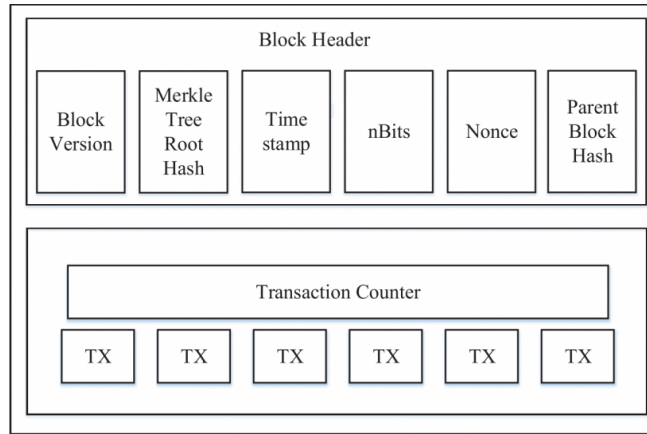 Block Header
Block
Version
Merkle
Tree
Root
Hash
Time
stamp
nBits
Nonce
Parent
Block
Hash
Transaction Counter
TX
TX
TX
TX
TX
TX